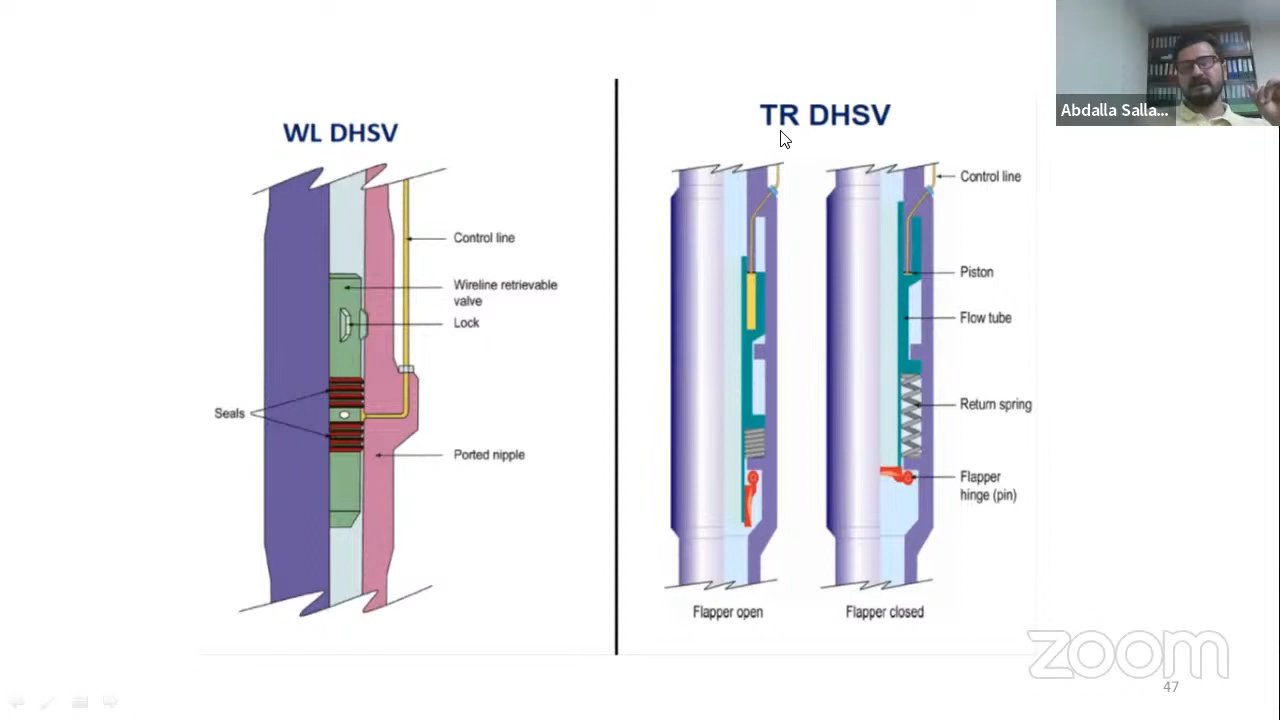 Abdalla Salla...
WL DHSV
TR DHSV
Control line
Wireline retrievable
valve
Lock
Seals
Ported nipple
Control line
Piston
Flow tube
Return spring
Flapper
hinge (pin)
Flapper open
Flapper closed
zoom
47